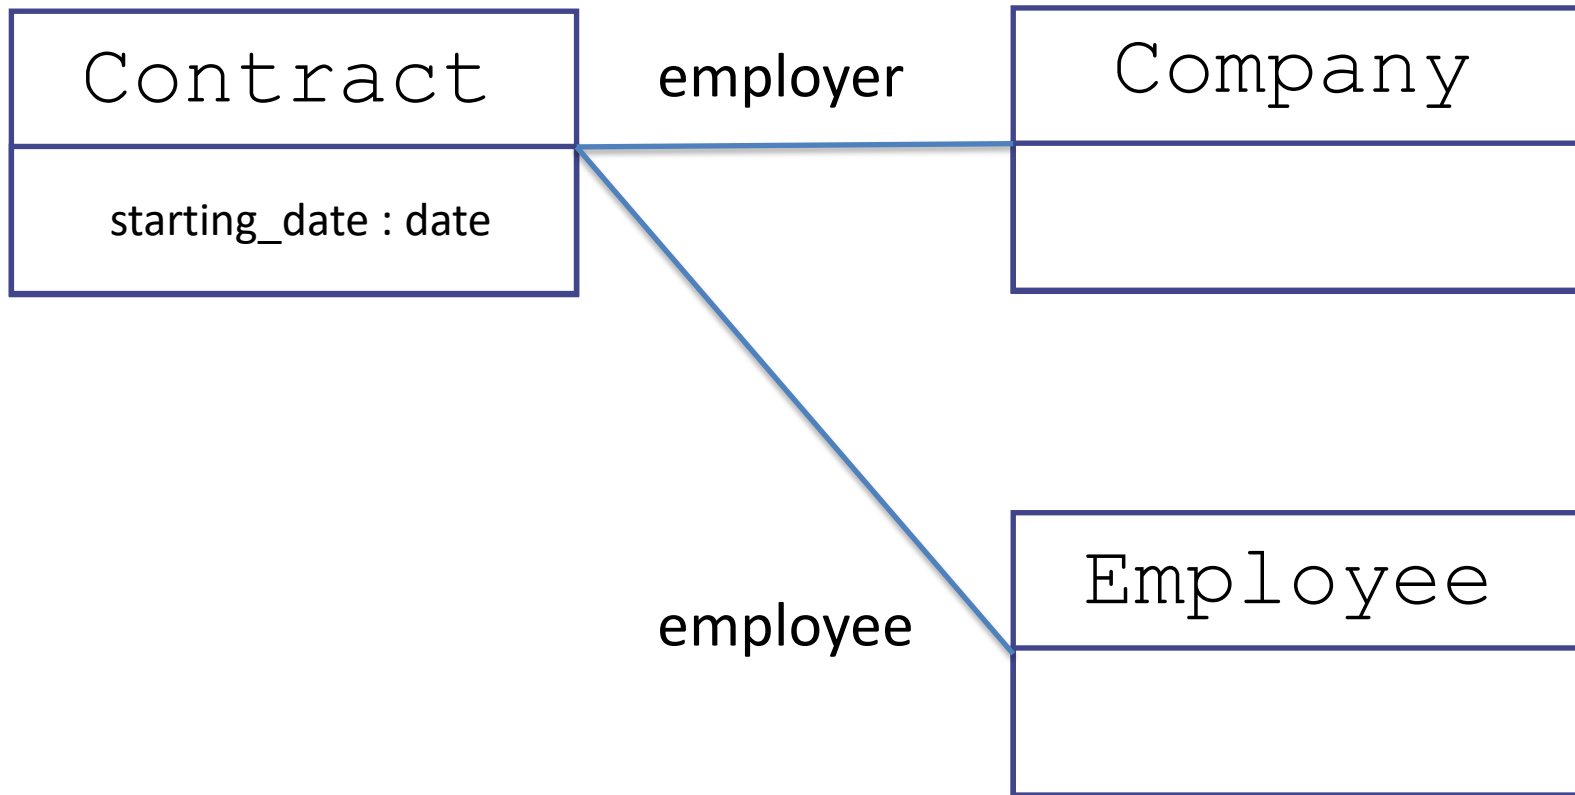 Contract
employer
Company
starting_date : date
Employee
employee